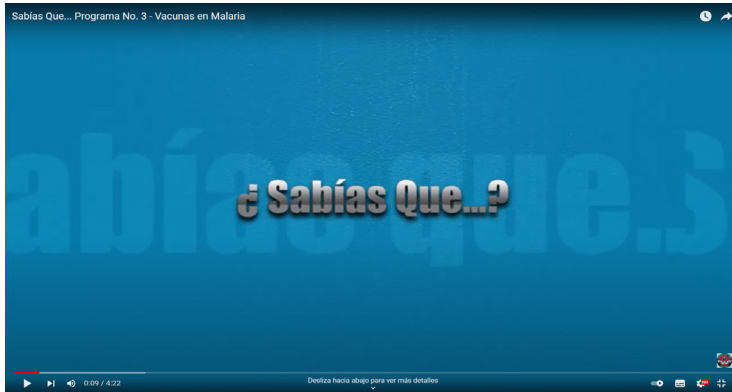 Sabías Que... Programa No. 3 - Vacunas en Malaria
abías que..S
¿ Sabías Que...?
0:09 / 4:22
Desliza hacia abajo para ver más detalles